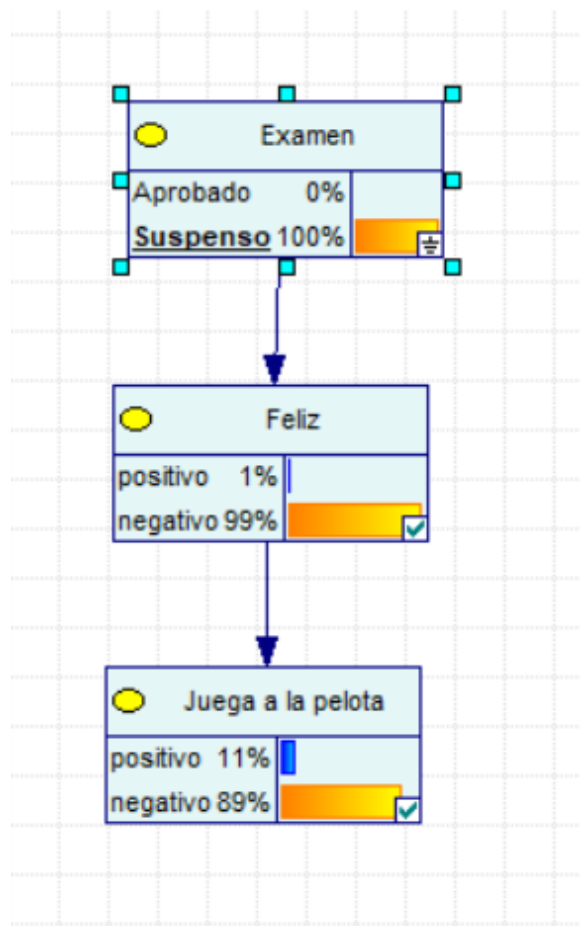 Examen
Aprobado 0%
Suspenso 100%
Feliz
positivo 1%
negativo 99%
Juega a la pelota
positivo 11%
negativo 89%